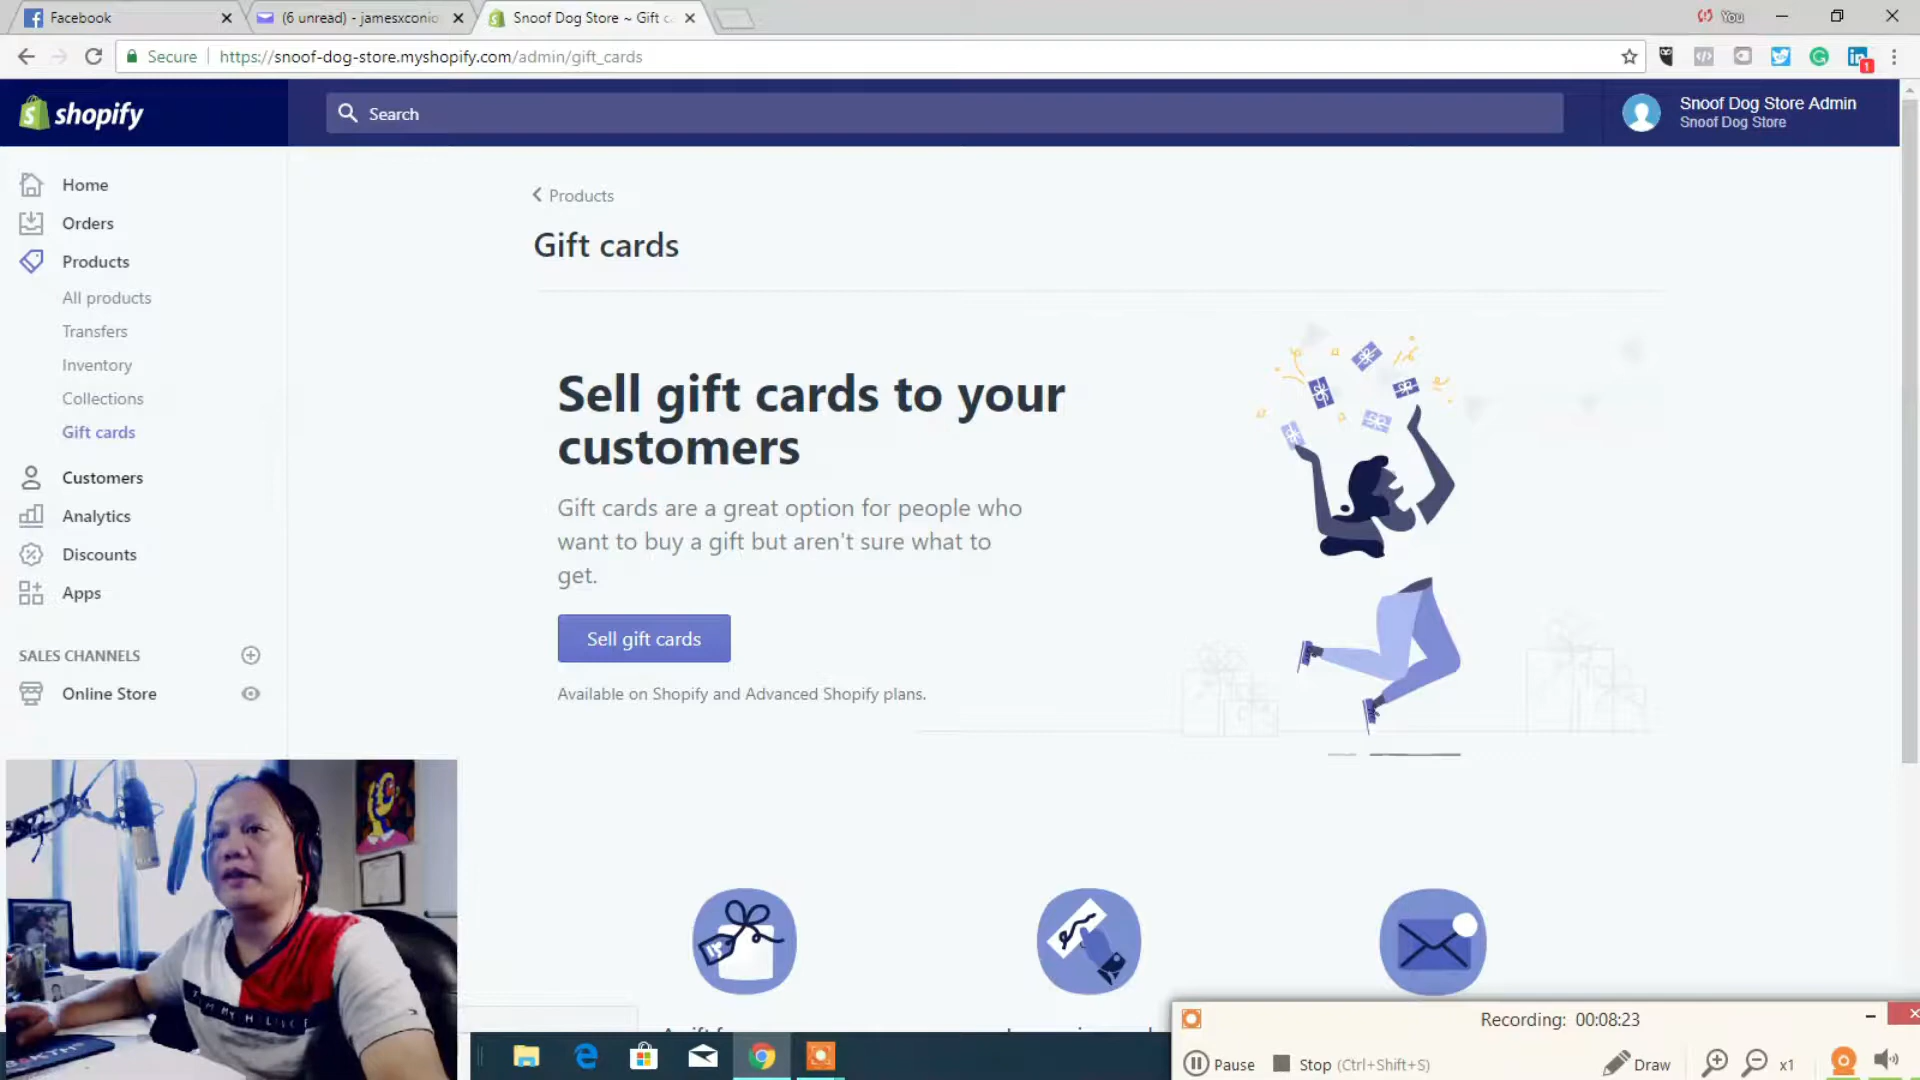 Facebook
(6 unread) - jamesxconio
Snoof Dog Store ~ Gift c
You
Secure
https://snoof-dog-store.myshopify.com/admin/gift_cards
1
shopify
Search
Snoof Dog Store Admin
Snoof Dog Store
Home
Orders
Products
All products
Transfers
Inventory
Collections
Gift cards
Customers
Analytics
Discounts
Apps
SALES CHANNELS
Online Store
Products
Gift cards
Sell gift cards to your
customers
Gift cards are a great option for people who
want to buy a gift but aren't sure what to
get.
Sell gift cards
Available on Shopify and Advanced Shopify plans.
Recording: 00:08:23
Pause
Stop (Ctrl+Shift+S)
Draw
x1